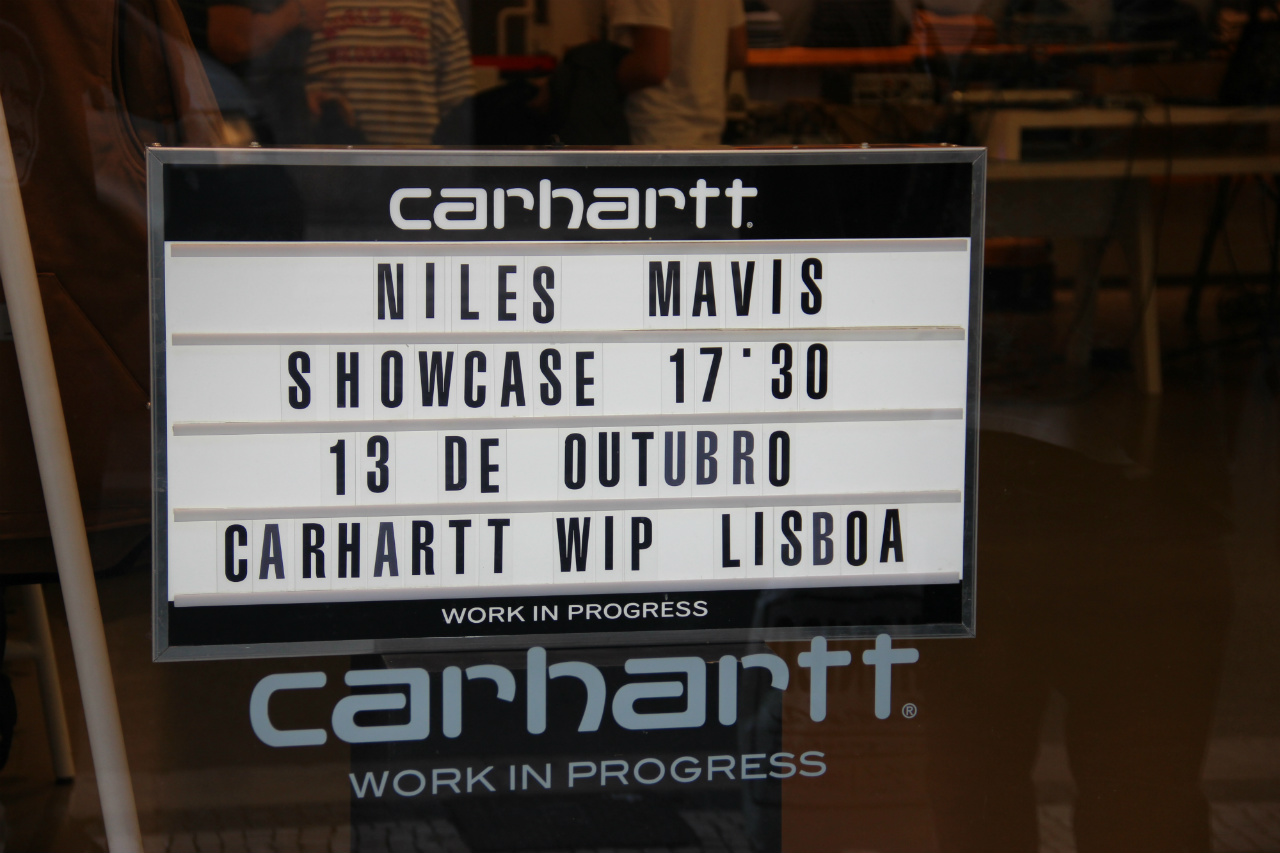 carhartt.
NILES MAVIS
SHOWCASE 17˙30
13 DE OUTUBRO
CARHARTT WIP LISBOA
WORK IN PROGRESS
carhartt®
WORK IN PROGRESS